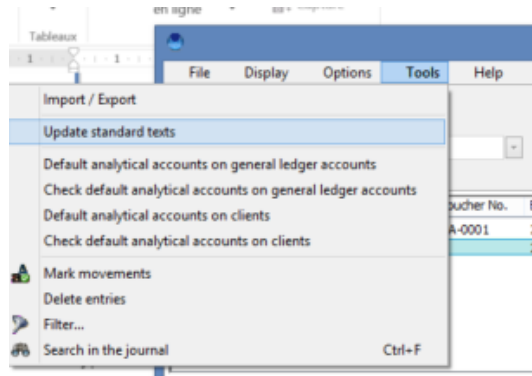 en ligne
Tableaux
1 1
File Display Options Tools Help
Import / Export
Update standard texts
Default analytical accounts on general ledger accounts
Check default analytical accounts on general ledger accounts
Default analytical accounts on clients
Check default analytical accounts on clients
Mark movements
Delete entries
Filter...
Search in the journal Ctrl+F
oucher No.
A-0001